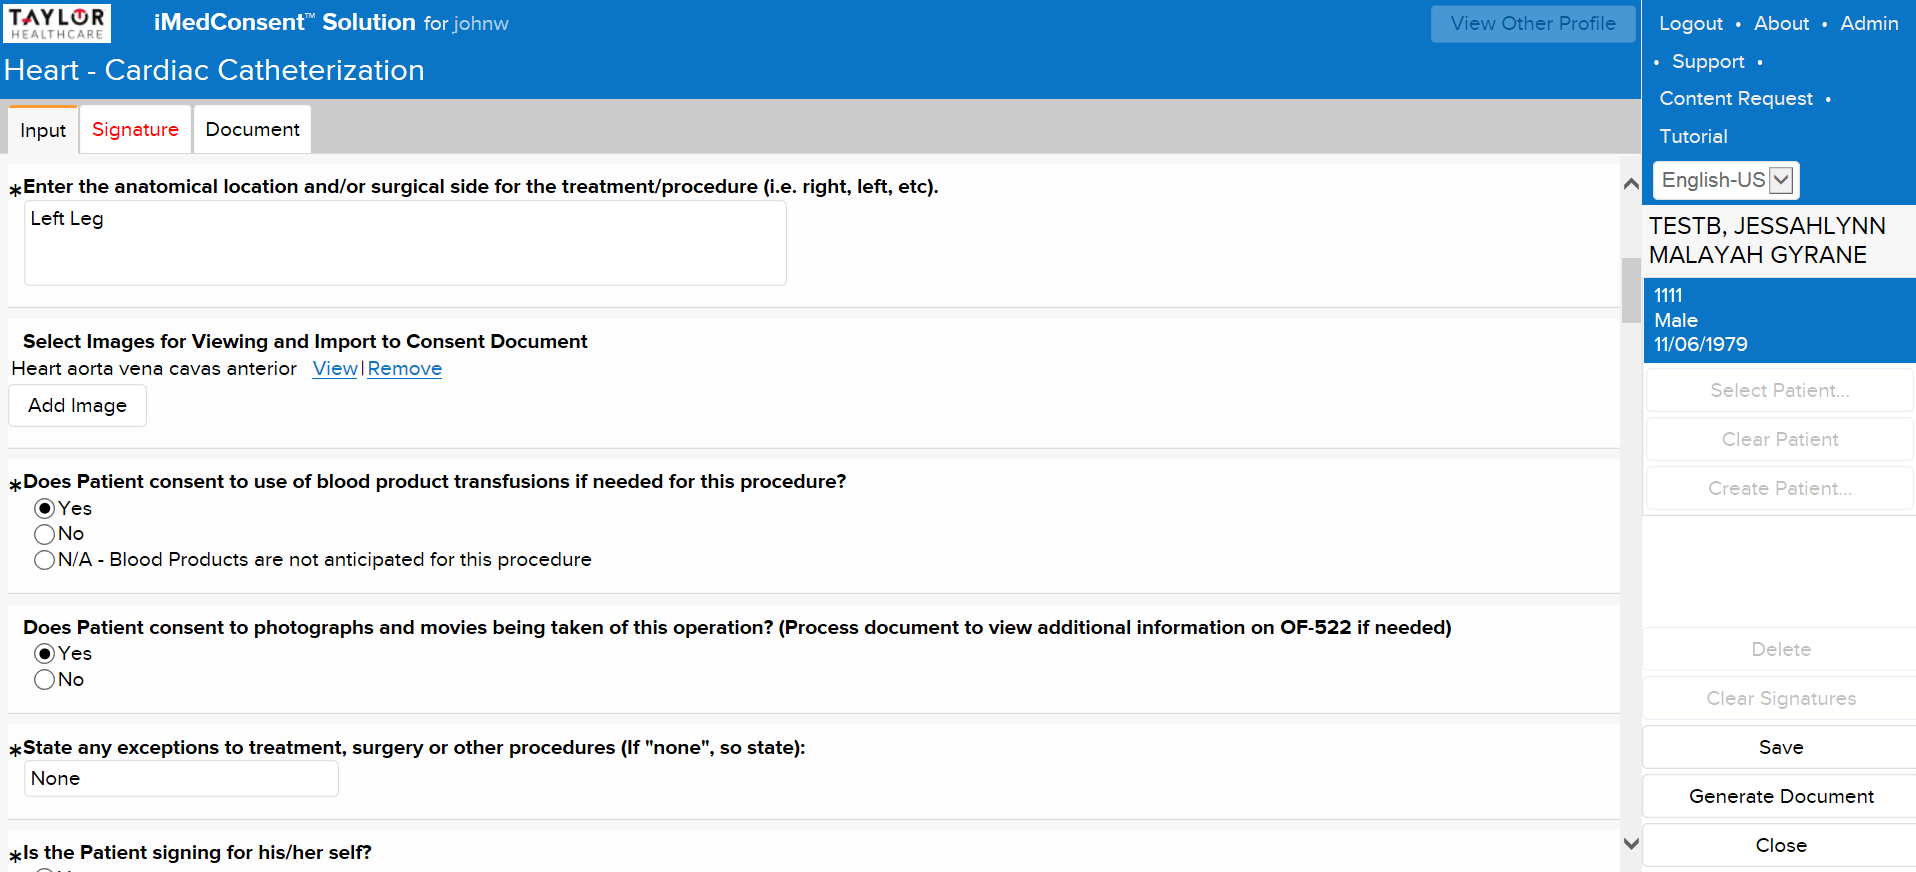 TAYLOR
HEALTHCARE
iMedConsent™ Solution for johnw
View Other Profile
Heart - Cardiac Catheterization
Logout • About • Admin
• Support •
Content Request •
Tutorial
English-US
Input
Signature
Document
*Enter the anatomical location and/or surgical side for the treatment/procedure (i.e. right, left, etc).
Left Leg
Select Images for Viewing and Import to Consent Document
Heart aorta vena cavas anterior View | Remove
Add Image
*Does Patient consent to use of blood product transfusions if needed for this procedure?
Yes
No
N/A - Blood Products are not anticipated for this procedure
Does Patient consent to photographs and movies being taken of this operation? (Process document to view additional information on OF-522 if needed)
Yes
No
*State any exceptions to treatment, surgery or other procedures (If "none", so state):
None
*Is the Patient signing for his/her self?
TESTB, JESSAHLYNN
MALAYAH GYRANE
1111
Male
11/06/1979
Select Patient...
Clear Patient
Create Patient...
Delete
Clear Signatures
Save
Generate Document
Close